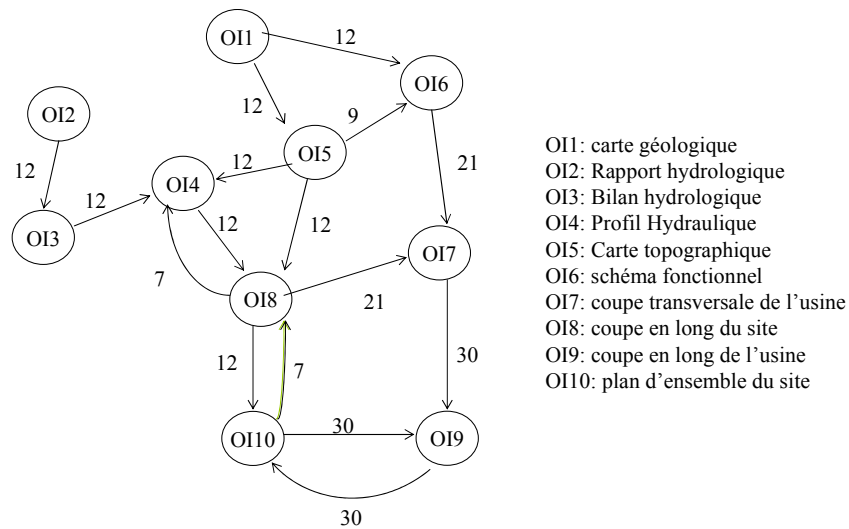 OI1
12
OI6
12
9
OI2
OI5
12
12
OI4
21
12
OI3
12
12
OI7
7
OI8
21
12
7
30
OI10
30
OI9
30
OI1: carte géologique
OI2: Rapport hydrologique
OI3: Bilan hydrologique
OI4: Profil Hydraulique
OI5: Carte topographique
OI6: schéma fonctionnel
OI7: coupe transversale de l’usine
OI8: coupe en long du site
OI9: coupe en long de l’usine
OI10: plan d’ensemble du site